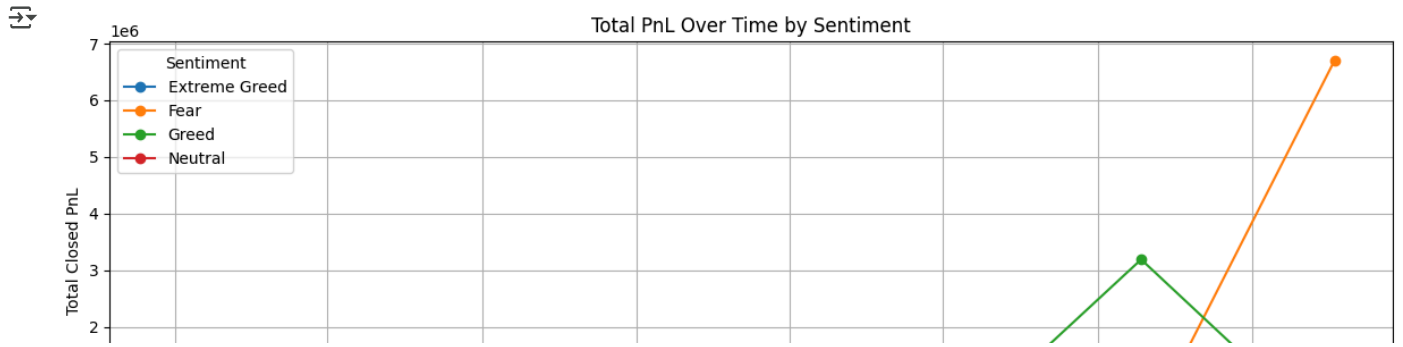 Total PnL Over Time by Sentiment
1e6
7
Sentiment
Extreme Greed
Fear
Greed
Neutral
6
5
4
3
2
Total Closed PnL